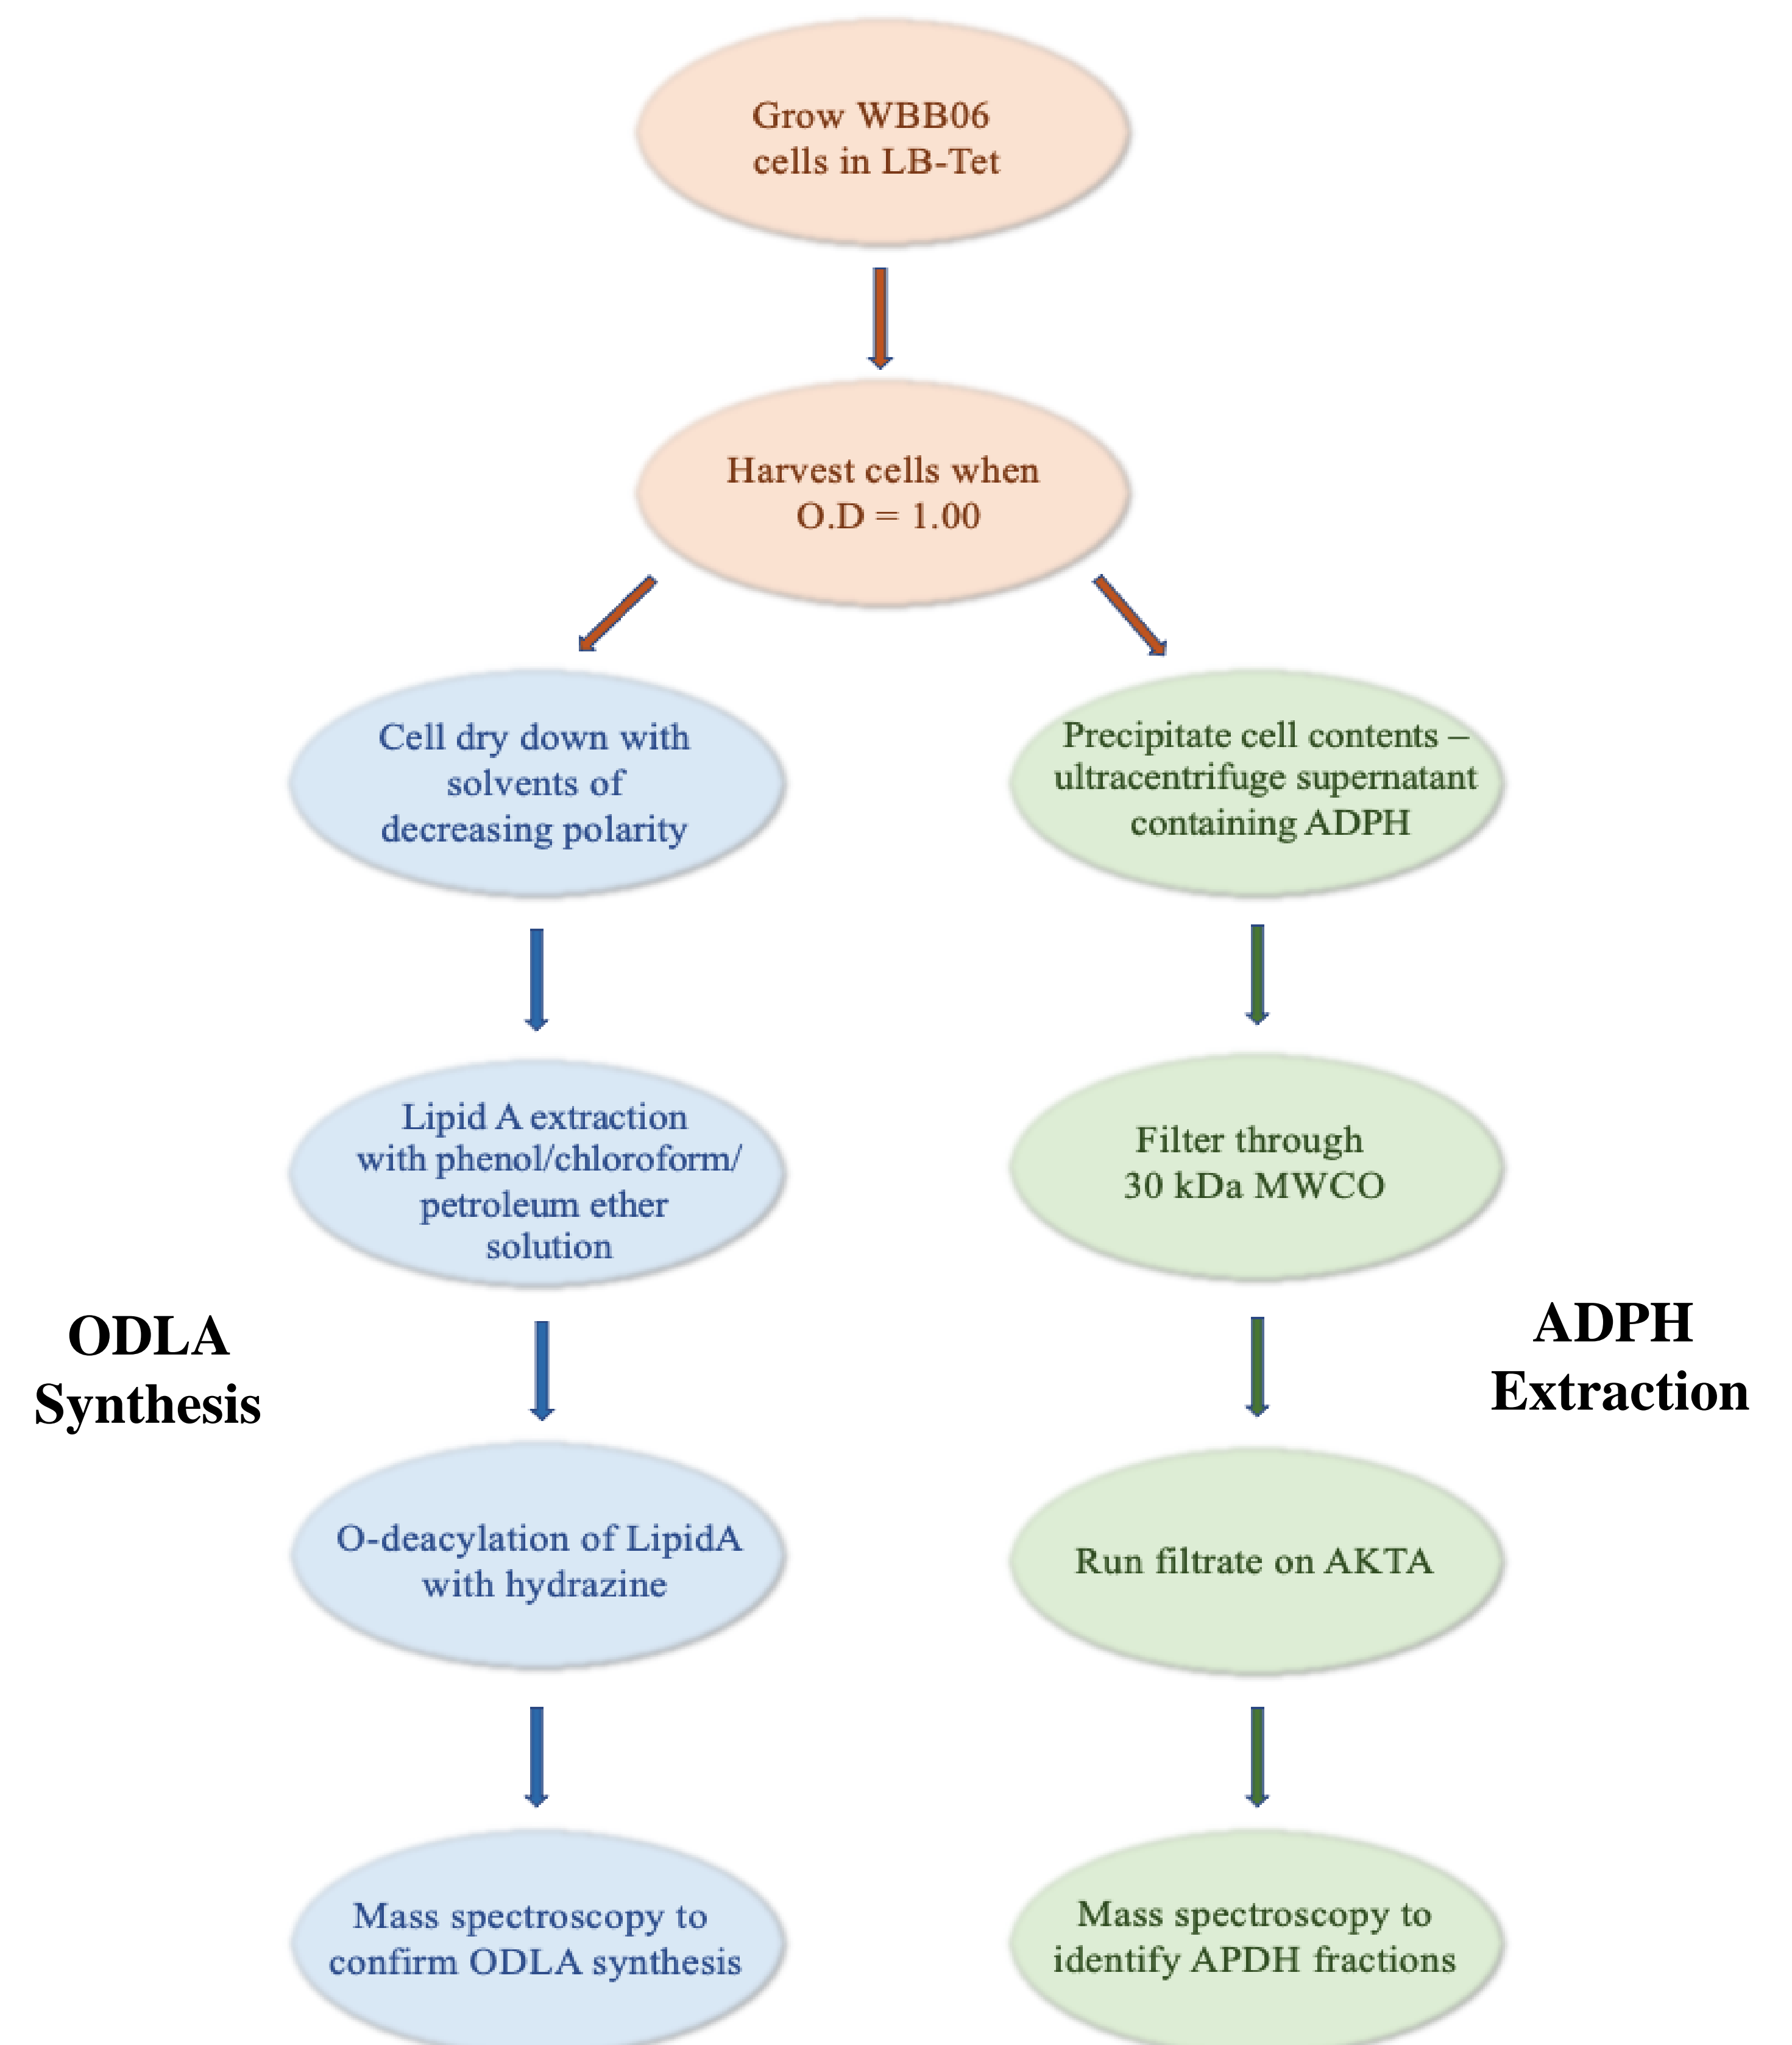 Grow WBB06
cells in LB-Tet
Harvest cells when
O.D = 1.00
Cell dry down with
solvents of
decreasing polarity
Precipitate cell contents –
ultracentrifuge supernatant
containing ADPH
Lipid A extraction
with phenol/chloroform/
petroleum ether
solution
Filter through
30 kDa MWCO
ODLA
Synthesis
ADPH
Extraction
O-deacylation of LipidA
with hydrazine
Run filtrate on AKTA
Mass spectroscopy to
confirm ODLA synthesis
Mass spectroscopy to
identify APDH fractions